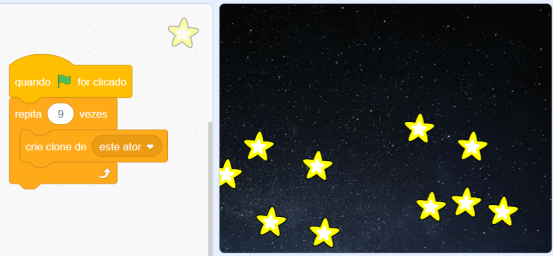 quando for clicado
repita 9 vezes
crie clone de este ator